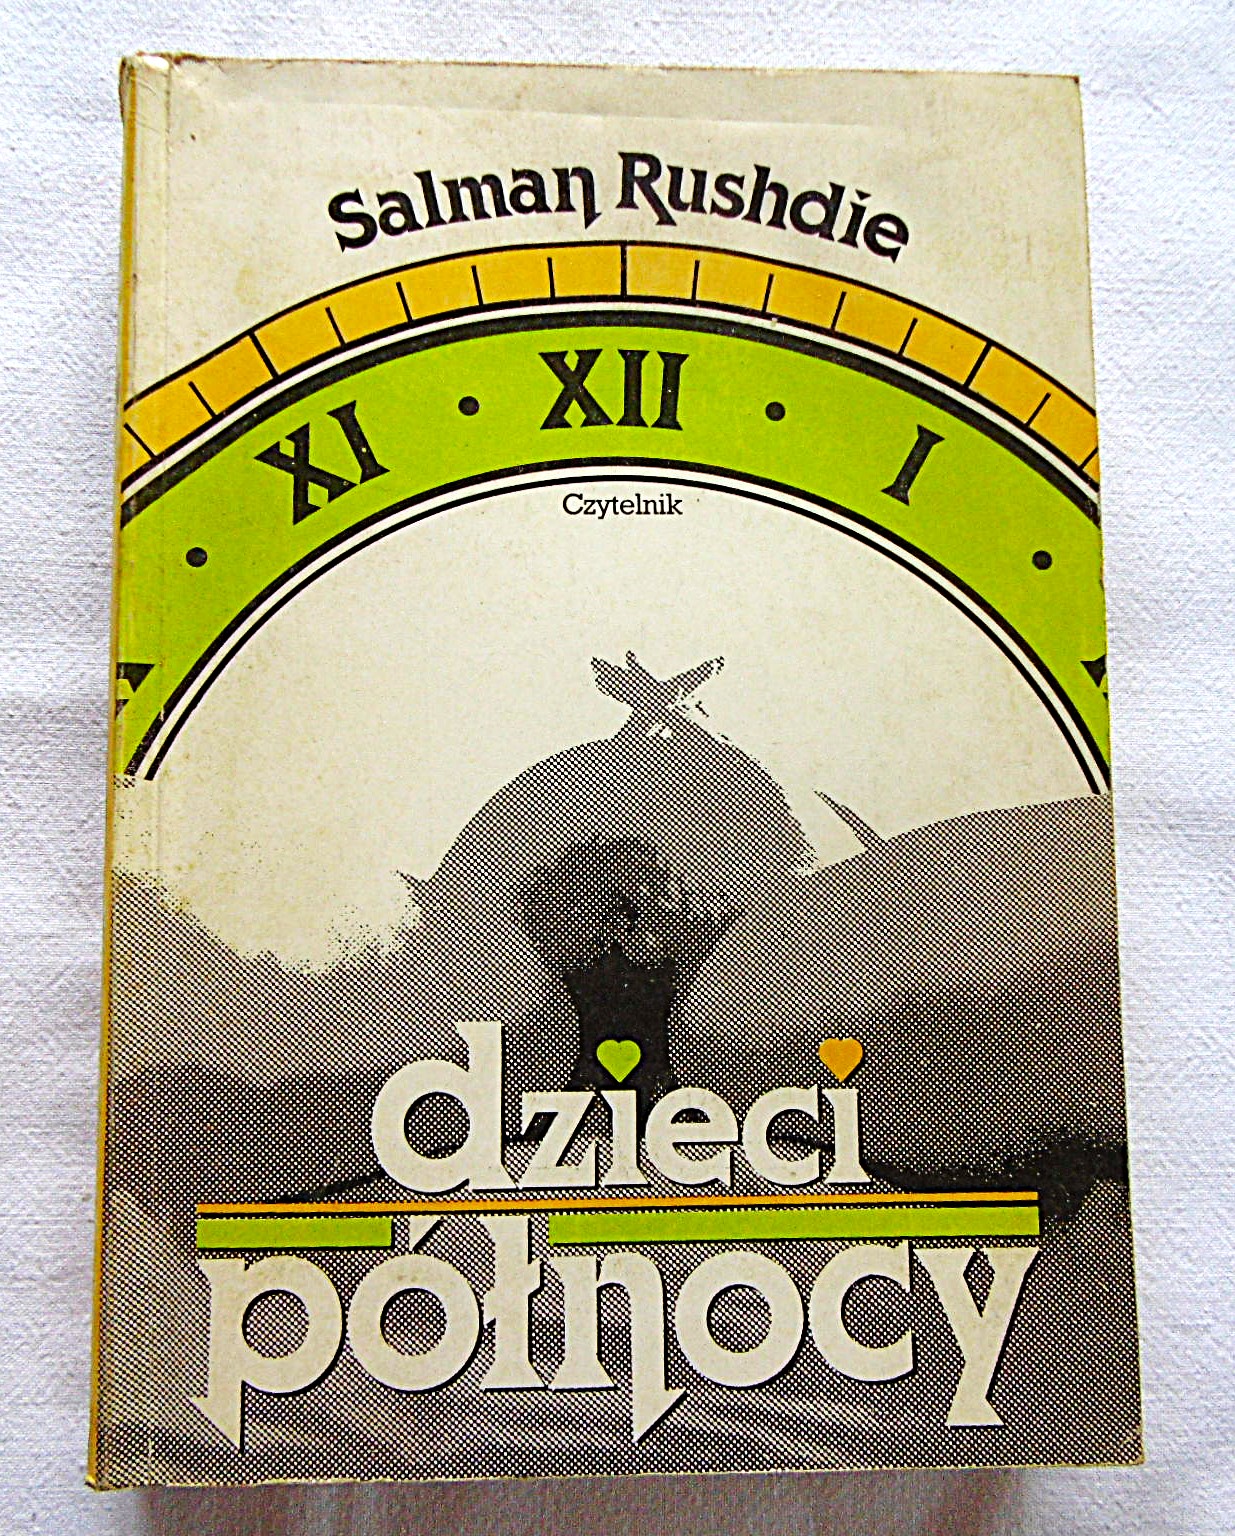 Salman Rushdie
XI • XII • I
Czytelnik
dzieci
północy